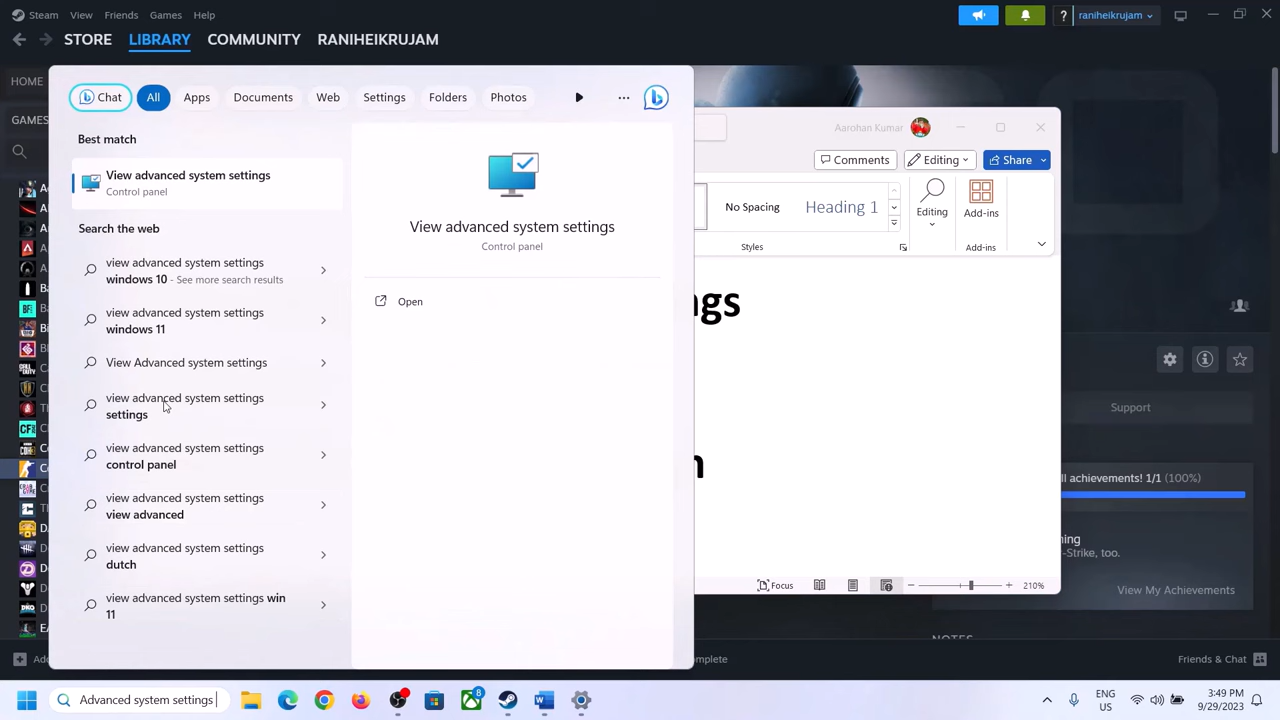 Steam View Friends Games Help
? raniheikrujam
STORE LIBRARY COMMUNITY RANIHEIKRUJAM
HOME
Chat All Apps Documents Web Settings Folders Photos
GAMES
Best match
View advanced system settings
Control panel
Search the web
view advanced system settings
windows 10 - See more search results
view advanced system settings
windows 11
View Advanced system settings
view advanced system settings
settings
view advanced system settings
control panel
view advanced system settings
view advanced
view advanced system settings
dutch
view advanced system settings win
11
View advanced system settings
Control panel
Open
Aarohan Kumar
Comments Editing Share
No Spacing Heading 1
Editing
Add-ins
Styles
Add-ins
ngs
n
Focus
210%
Support
ll achievements! 1/1 (100%)
ning
-Strike, too.
View My Achievements
NOTES
Add
mplete
Friends & Chat
Advanced system settings
8
ENG
US
3:49 PM
9/29/2023